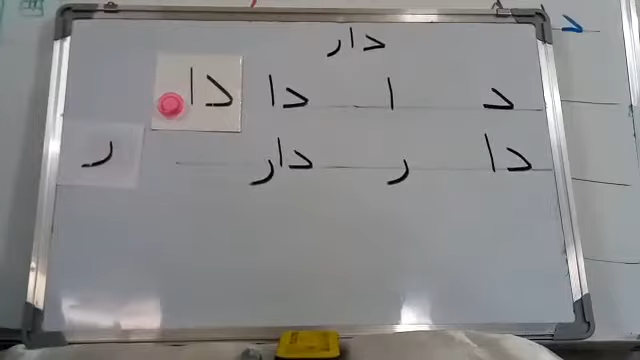 دار
د ا دا دا
دا ر دار ر